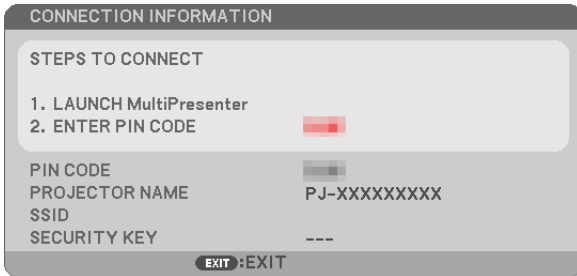 CONNECTION INFORMATION
STEPS TO CONNECT
1. LAUNCH MultiPresenter
2. ENTER PIN CODE
PIN CODE
PROJECTOR NAME PJ-XXXXXXXXX
SSID
SECURITY KEY ---
EXIT :EXIT